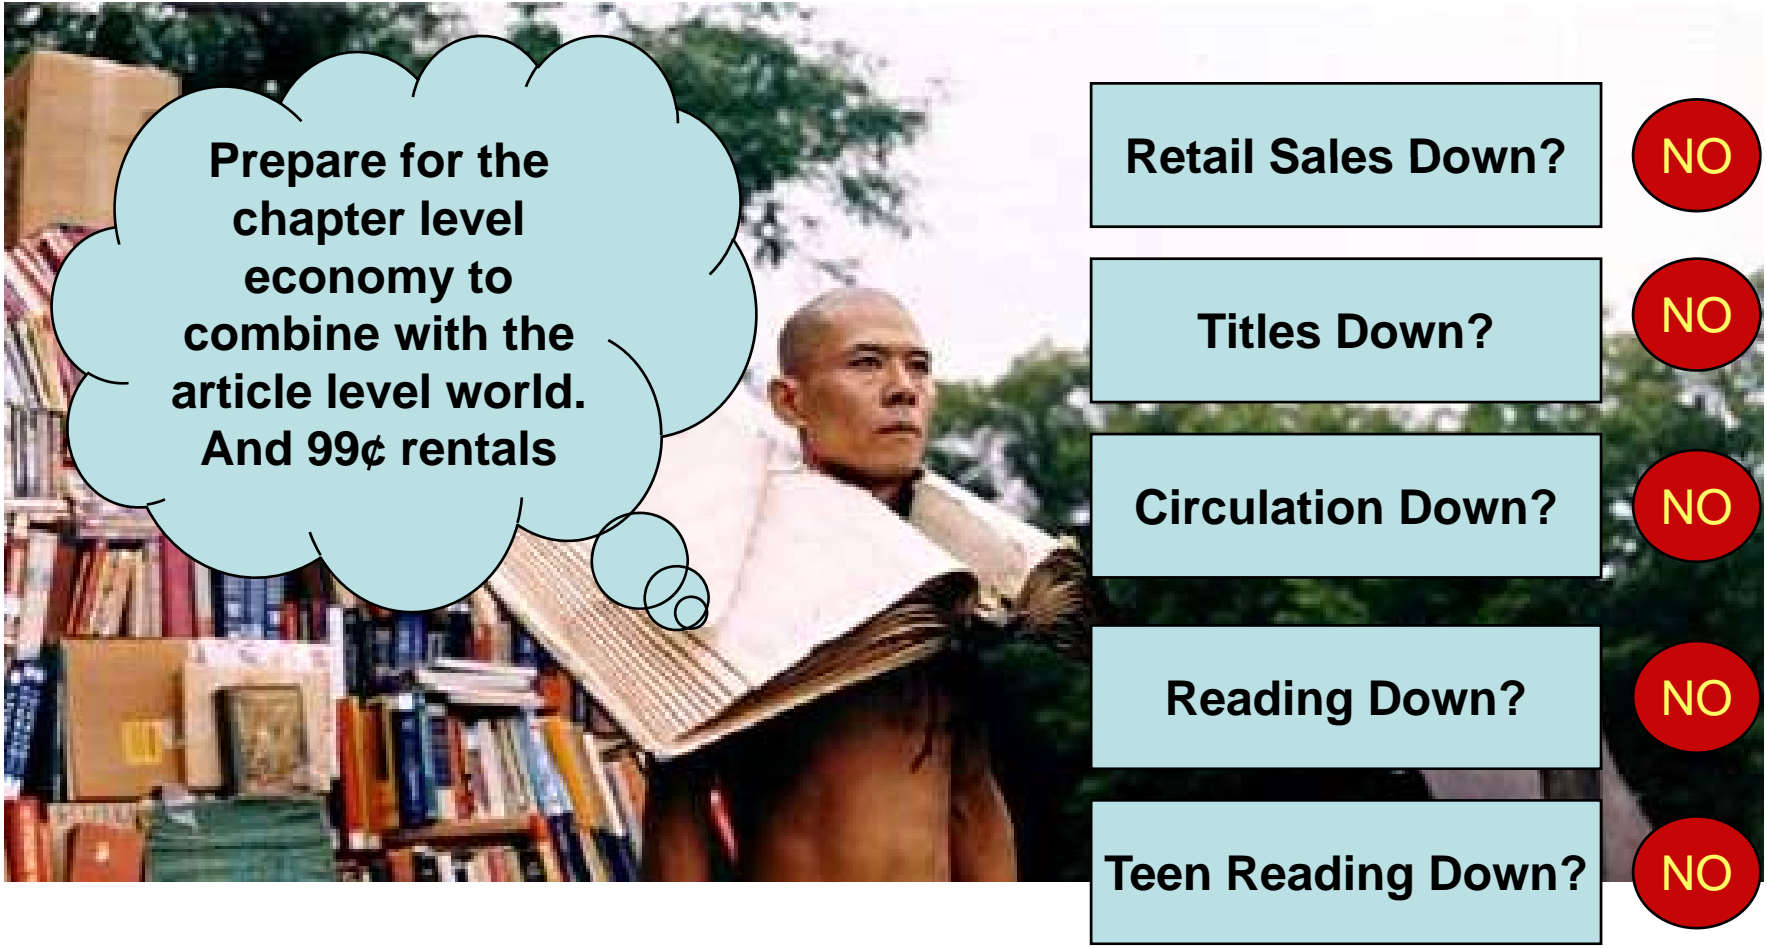 Prepare for the
chapter level
economy to
combine with the
article level world.
And 99¢ rentals
Retail Sales Down?
NO
Titles Down?
NO
Circulation Down?
NO
Reading Down?
NO
Teen Reading Down?
NO